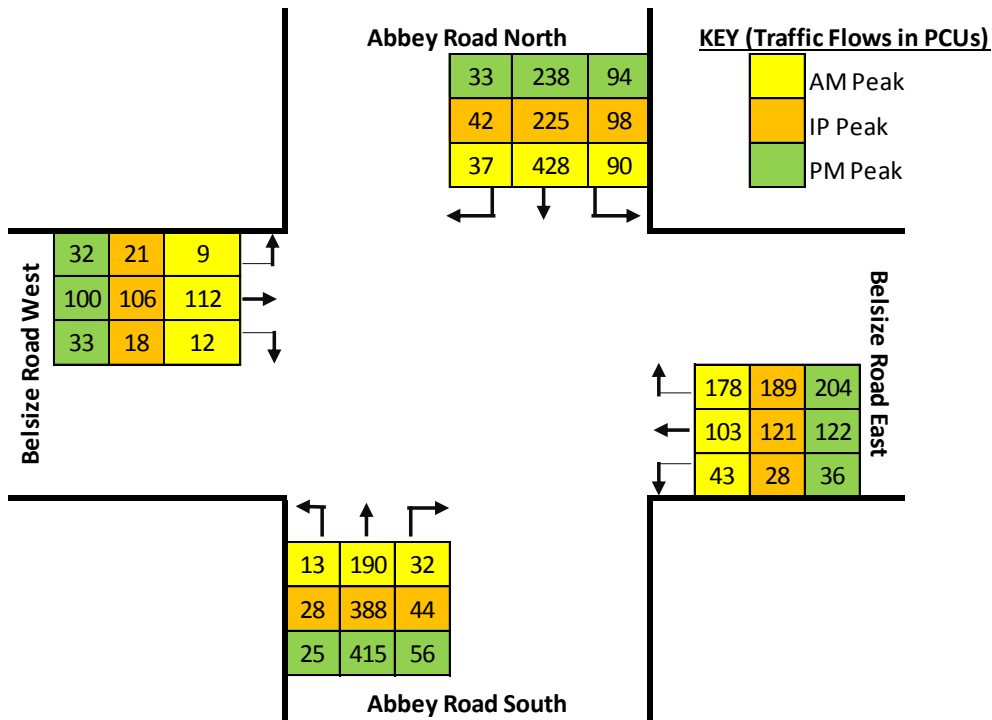 Abbey Road North
KEY (Traffic Flows in PCUs)
AM Peak
IP Peak
PM Peak
33 238 94
42 225 98
37 428 90
Belsize Road West
32 21 9
100 106 112
33 18 12
178 189 204
103 121 122
43 28 36
Belsize Road East
13 190 32
28 388 44
25 415 56
Abbey Road South